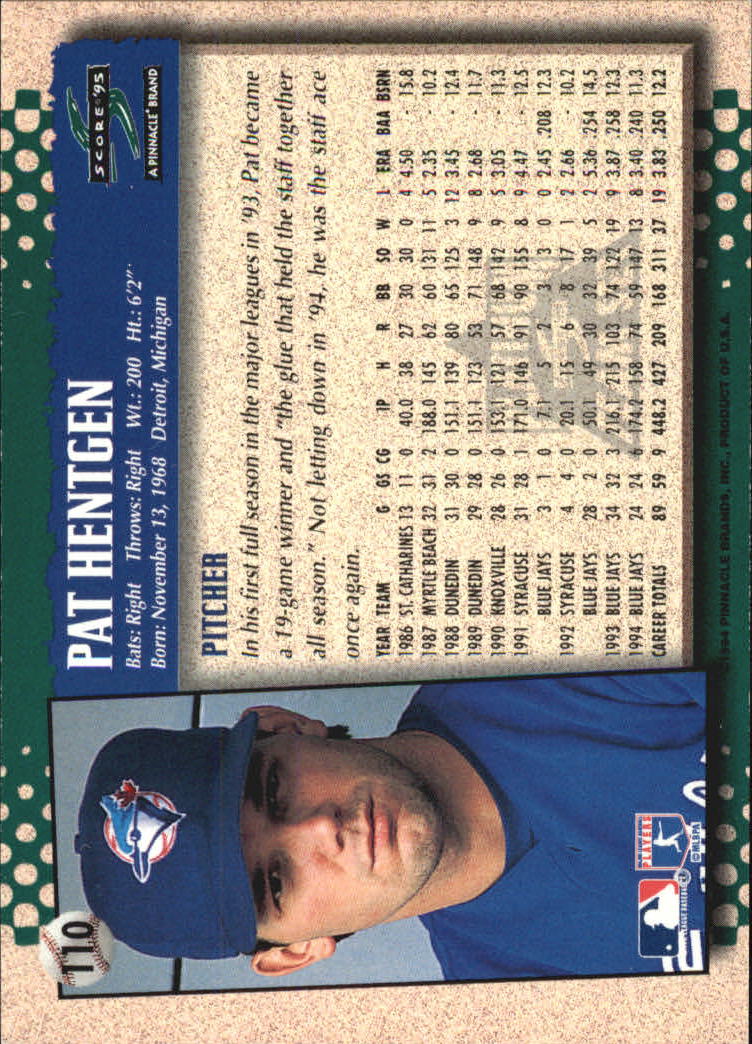 110
PAT HENTGEN
Bats: Right Throws: Right Wt.: 200 Ht.: 6'2"
Born: November 13, 1968 Detroit, Michigan
SCORE '95
A PINNACLE BRAND
PITCHER
In his first full season in the major leagues in '93, Pat became
a 19-game winner and "the glue that held the staff together
all season." Not letting down in '94, he was the staff ace
once again.
YEAR TEAM G GS CG IP H R BB SO W L ERA BAA BSRN
1986 ST. CATHARINES 13 11 0 40.0 38 27 30 30 0 4 4.50 - 15.8
1987 MYRTLE BEACH 32 31 2 188.0 145 62 60 131 11 5 2.35 - 10.2
1988 DUNEDIN 31 30 0 151.1 139 80 65 125 3 12 3.45 - 12.4
1989 DUNEDIN 29 28 0 151.1 123 53 71 148 9 8 2.68 - 11.7
1990 KNOXVILLE 28 26 0 153.1 121 57 68 142 9 5 3.05 - 11.3
1991 SYRACUSE 31 28 1 171.0 146 91 90 155 8 9 4.47 - 12.5
BLUE JAYS 3 1 0 7.1 5 2 3 3 0 0 2.45 .208 12.3
1992 SYRACUSE 4 4 0 20.1 15 6 8 17 1 2 2.66 - 10.2
BLUE JAYS 28 2 0 50.1 49 30 32 39 5 2 5.36 .254 14.5
1993 BLUE JAYS 34 32 3 216.1 215 103 74 122 19 9 3.87 .258 12.3
1994 BLUE JAYS 24 24 6 174.2 158 74 59 147 13 8 3.40 .240 11.3
CAREER TOTALS 89 59 9 448.2 427 209 168 311 37 19 3.83 .250 12.2
MAJOR LEAGUE BASEBALL
PLAYERS
©MLBPA
©1994 PINNACLE BRANDS, INC., PRODUCT OF U.S.A.